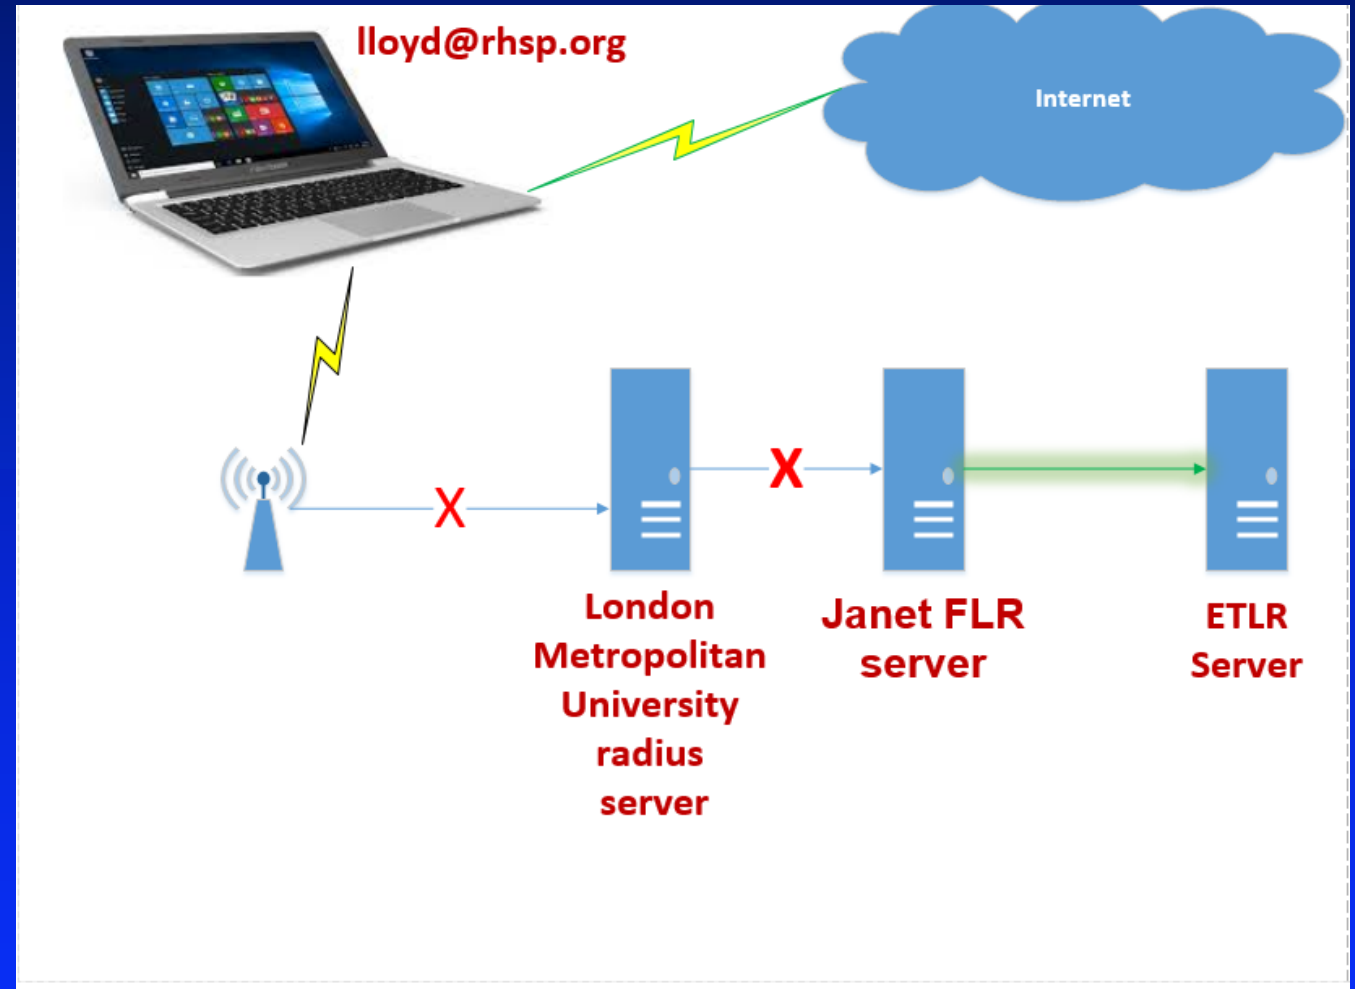 lloyd@rhsp.org
Internet
X
X
London
Metropolitan
University
radius
server
Janet FLR
server
ETLR
Server